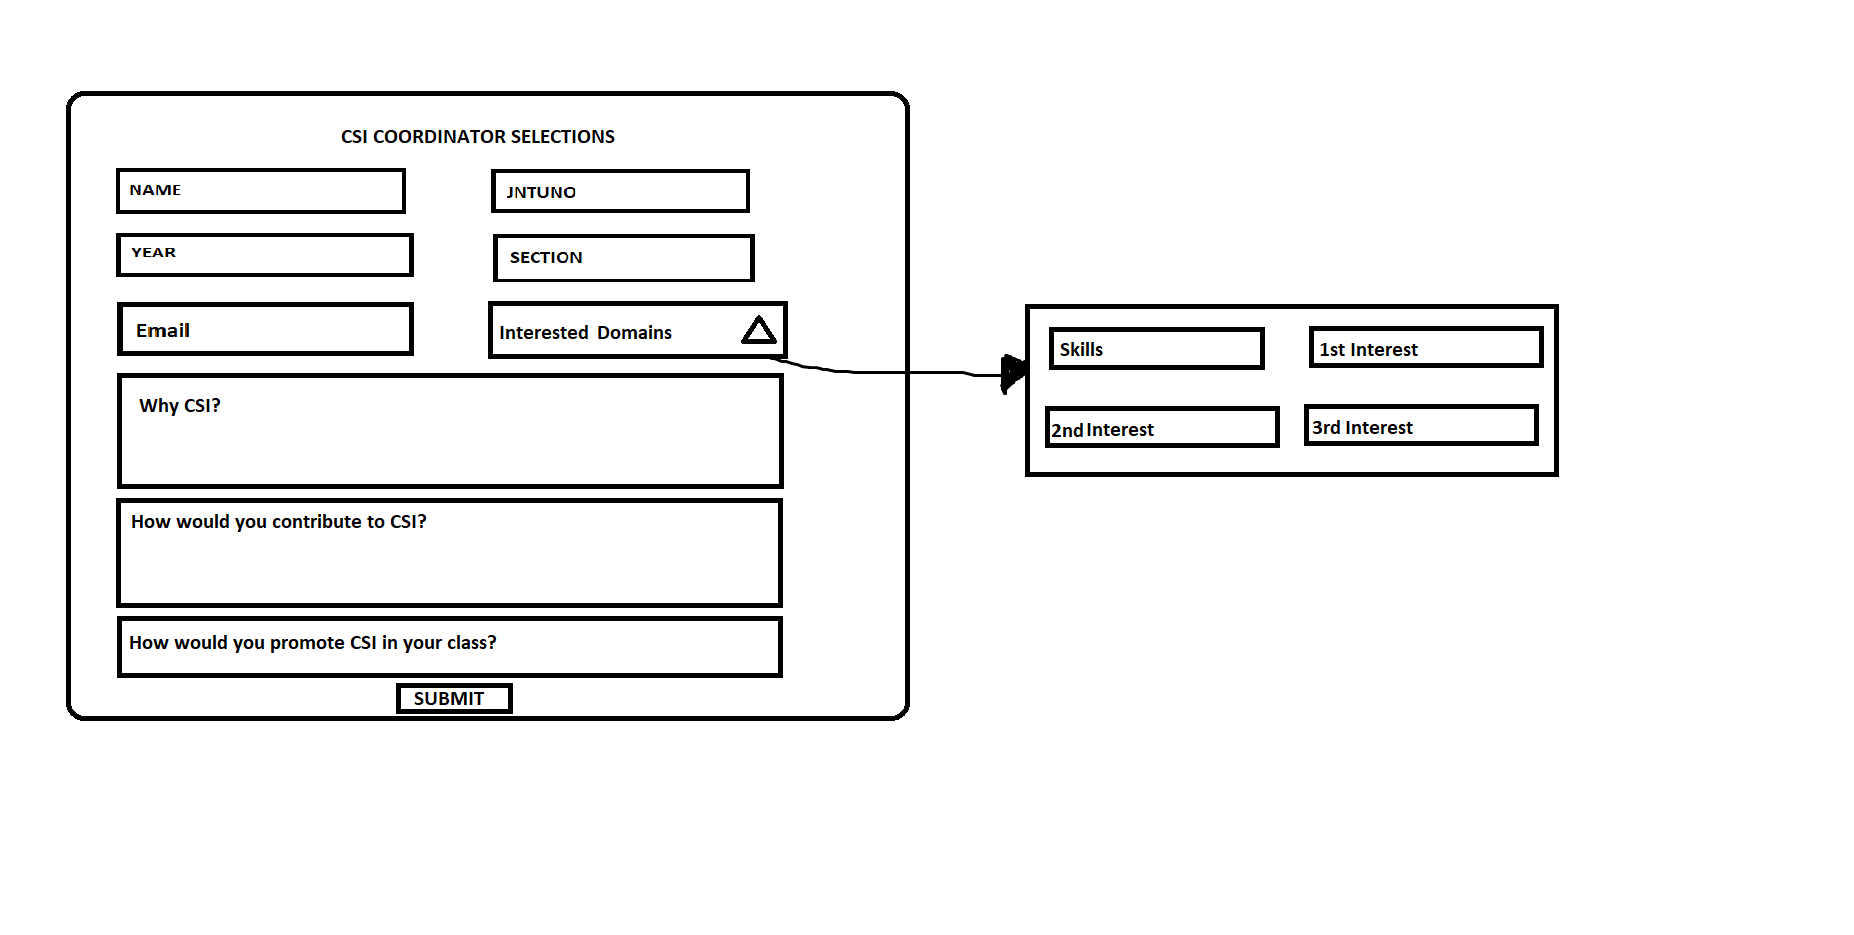 CSI COORDINATOR SELECTIONS
NAME
JNTUNO
YEAR
SECTION
Email
Interested Domains
Why CSI?
How would you contribute to CSI?
How would you promote CSI in your class?
SUBMIT
Skills
1st Interest
2nd Interest
3rd Interest